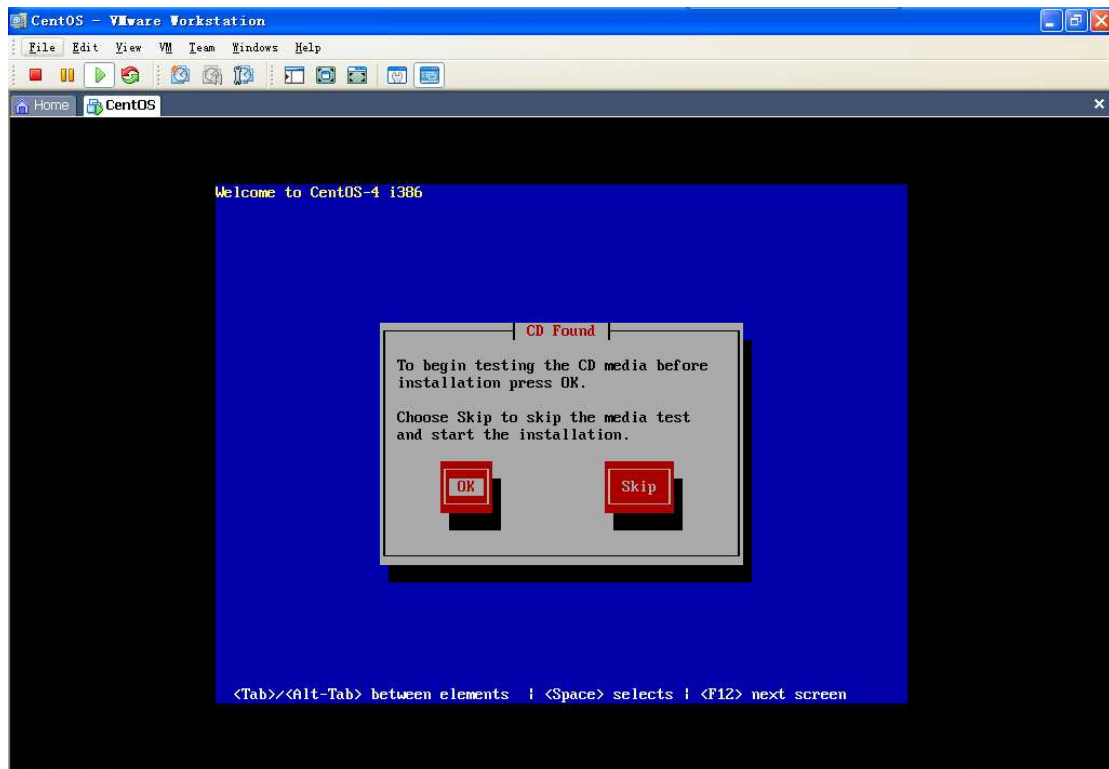 CentOS - VMware Workstation
File Edit View VM Team Windows Help
Home CentOS
Welcome to CentOS-4 i386
CD Found
To begin testing the CD media before
installation press OK.
Choose Skip to skip the media test
and start the installation.
OK Skip
<Tab>/<Alt-Tab> between elements | <Space> selects | <F12> next screen